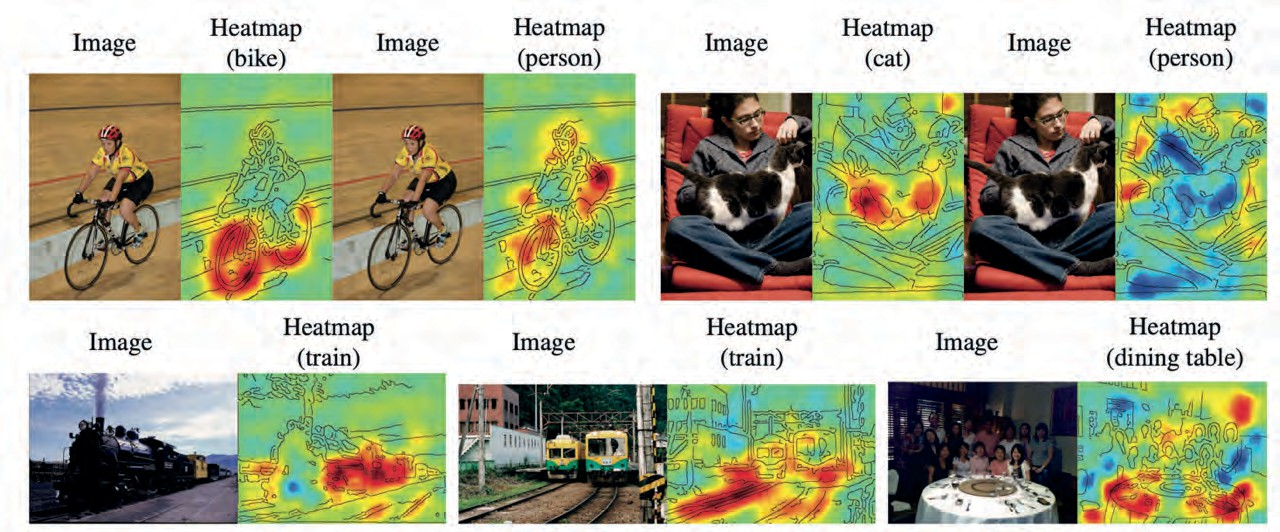 Image
Heatmap
(bike)
Image
Heatmap
(person)
Image
Heatmap
(cat)
Image
Heatmap
(person)
Image
Heatmap
(train)
Image
Heatmap
(train)
Image
Heatmap
(dining table)